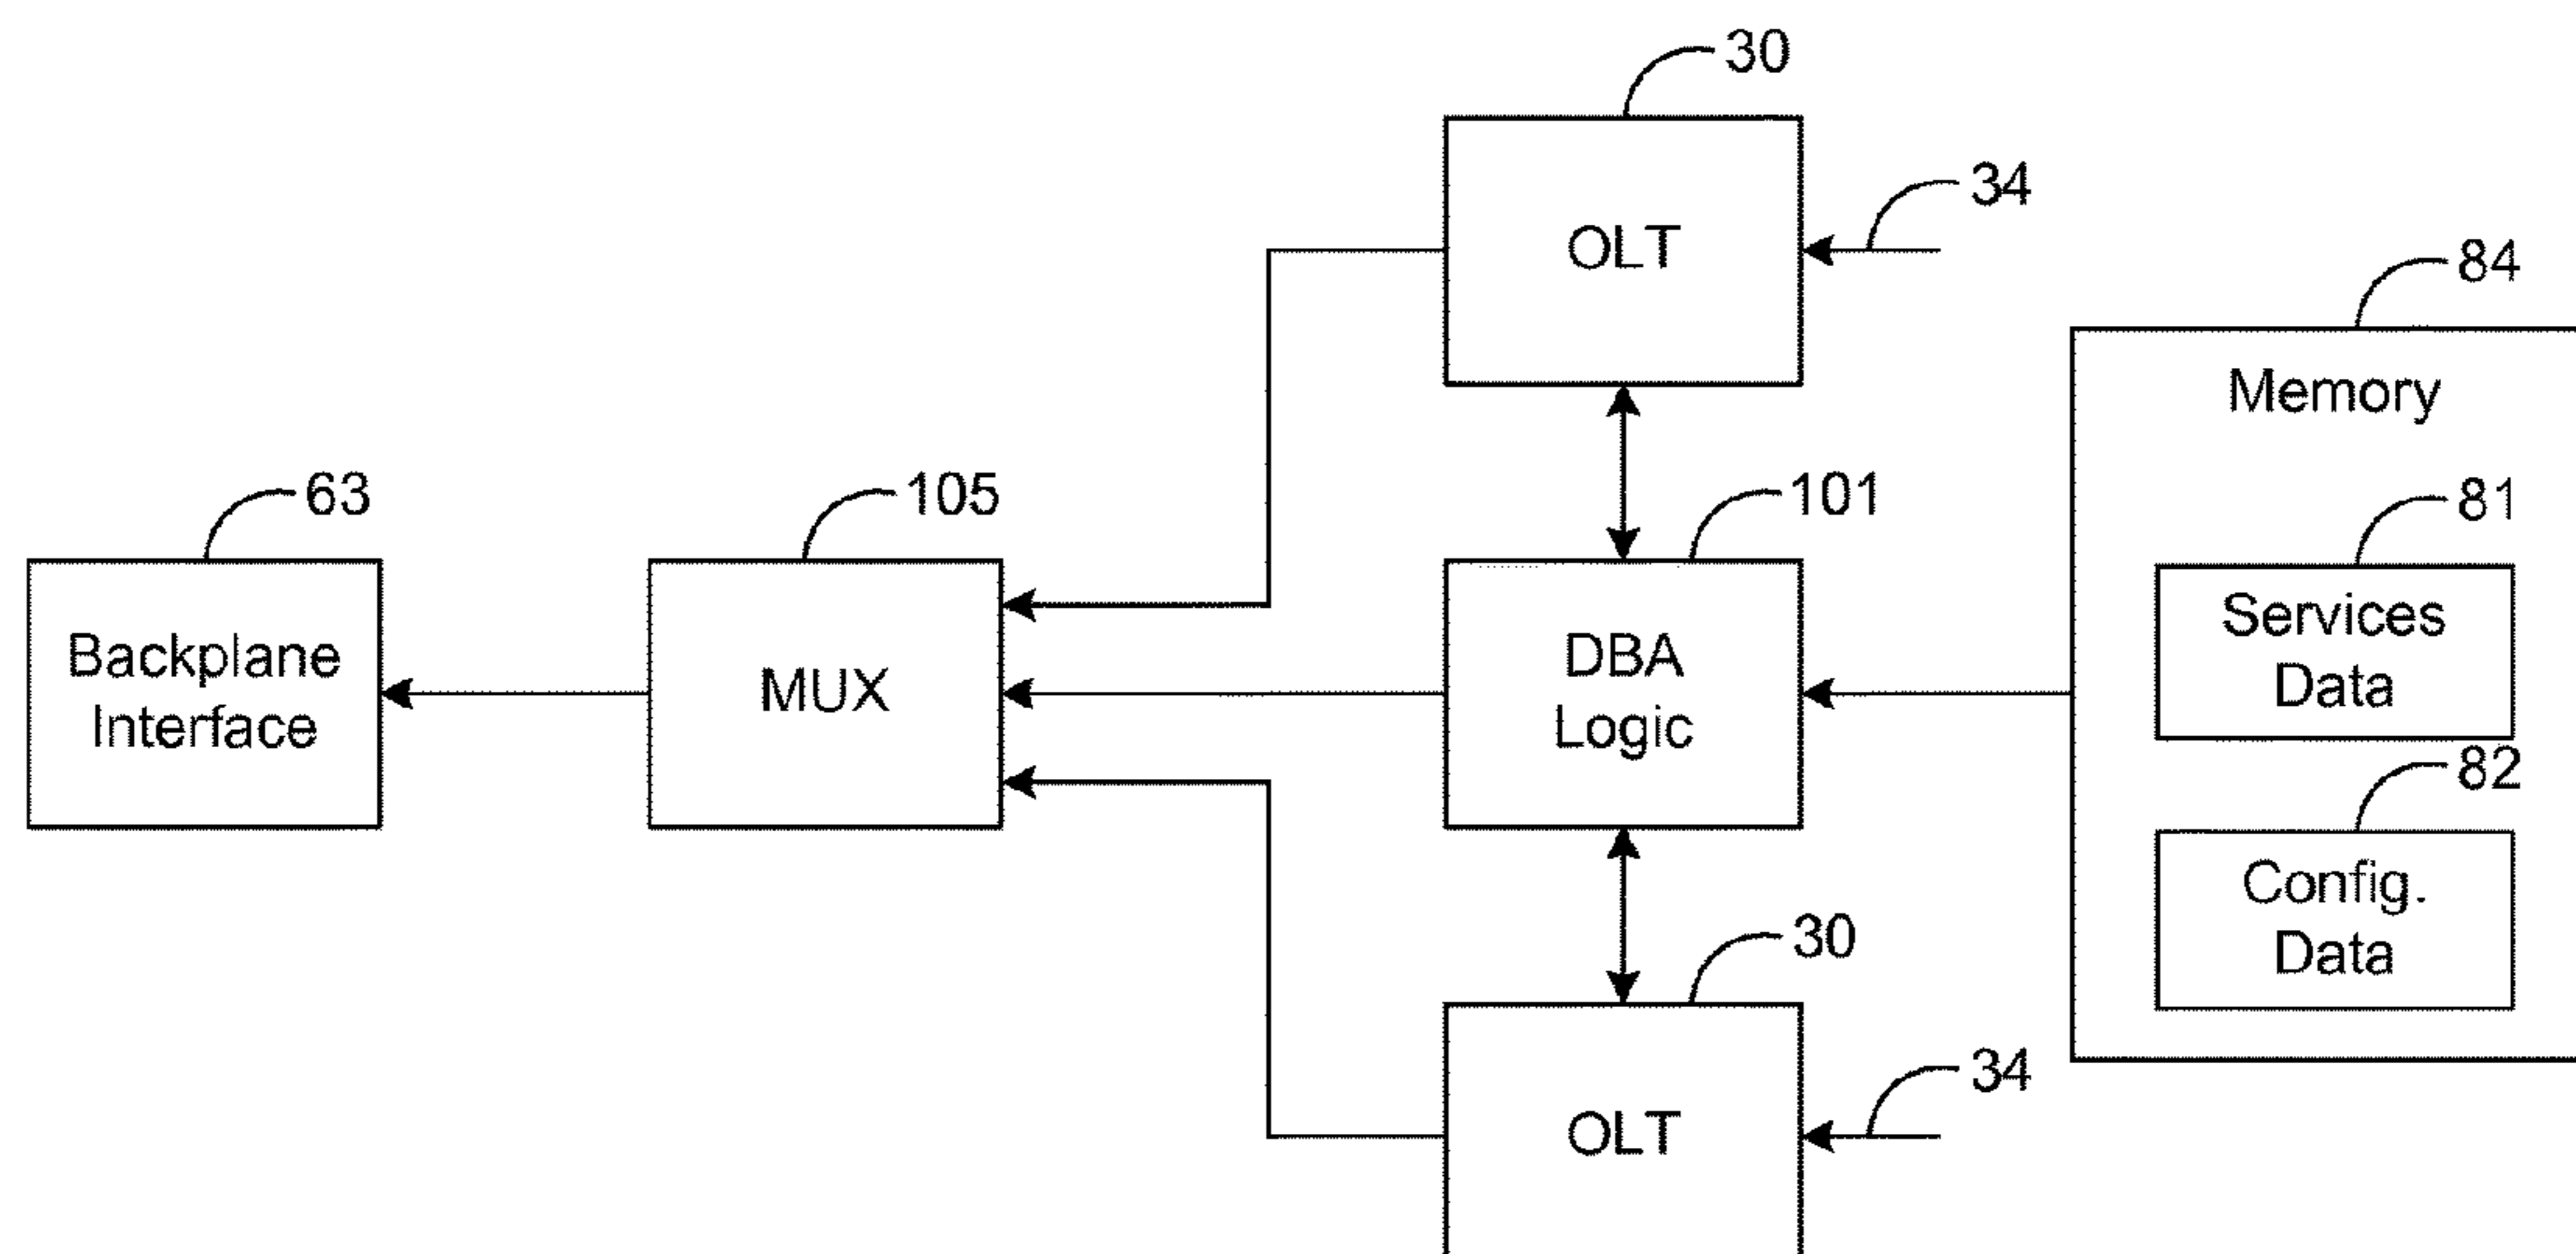 30
OLT
34
84
Memory
63
105
101
81
Backplane
Interface
MUX
DBA
Logic
Services
Data
82
Config.
Data
30
OLT
34